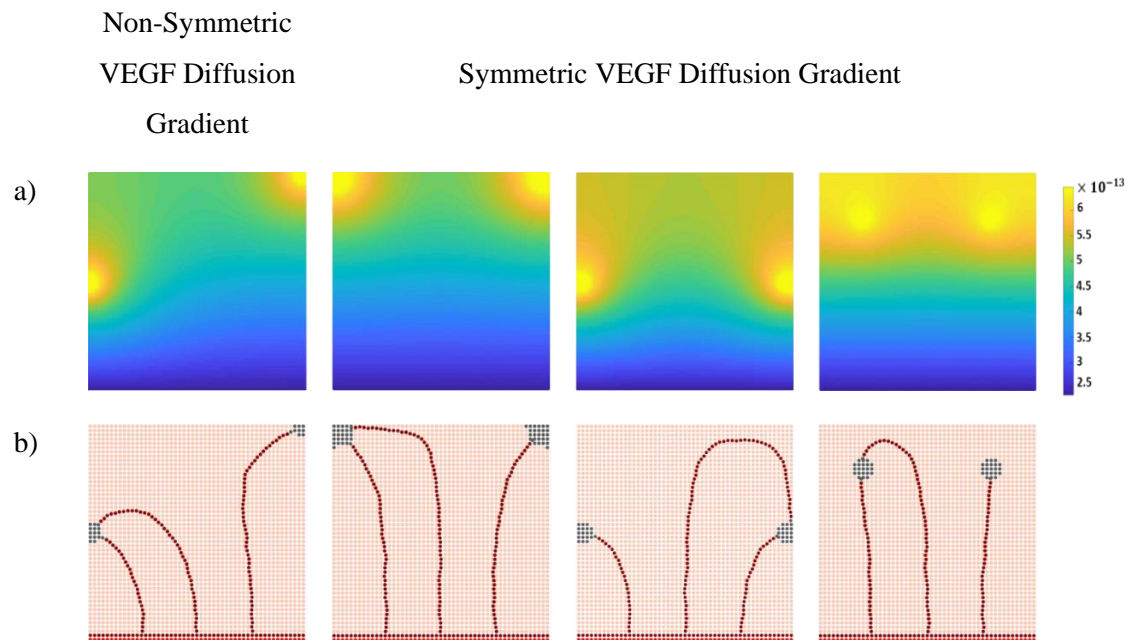 Non-Symmetric
VEGF Diffusion
Gradient
Symmetric VEGF Diffusion Gradient
a)
× 10⁻¹³
6
5.5
5
4.5
4
3.5
3
2.5
b)